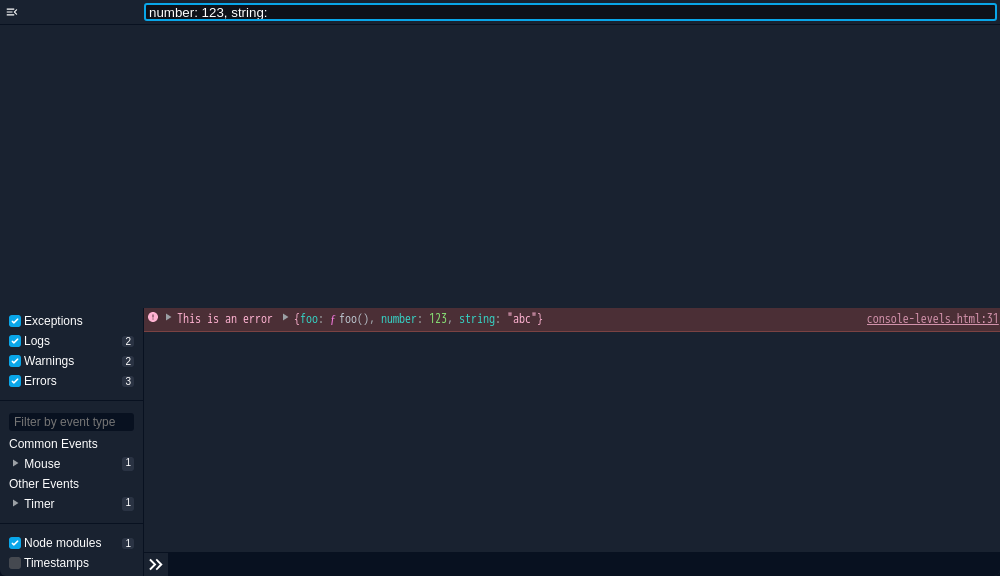 number: 123, string:
Exceptions
This is an error {foo: ƒ foo(), number: 123, string: "abc"} console-levels.html:31
Logs 2
Warnings 2
Errors 3
Filter by event type
Common Events
Mouse 1
Other Events
Timer 1
Node modules 1
Timestamps